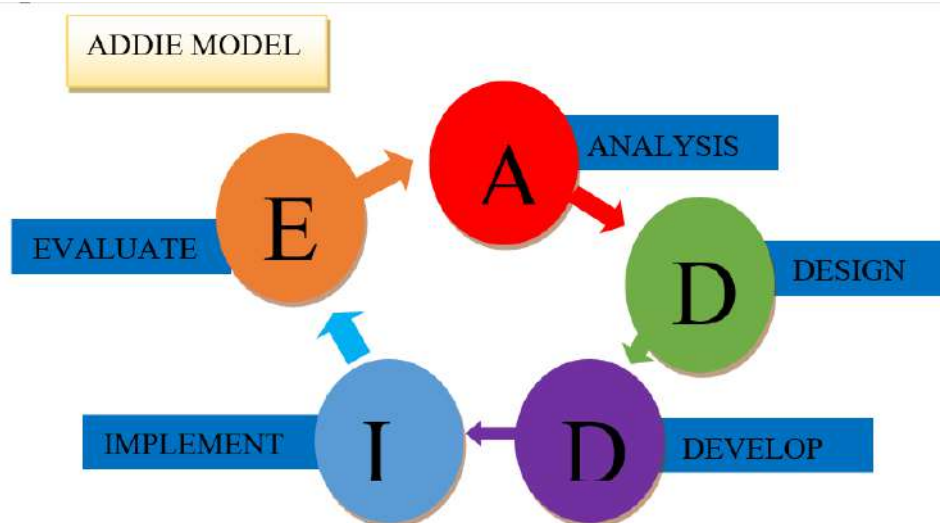 ADDIE MODEL
A
ANALYSIS
D
DESIGN
D
DEVELOP
I
IMPLEMENT
E
EVALUATE